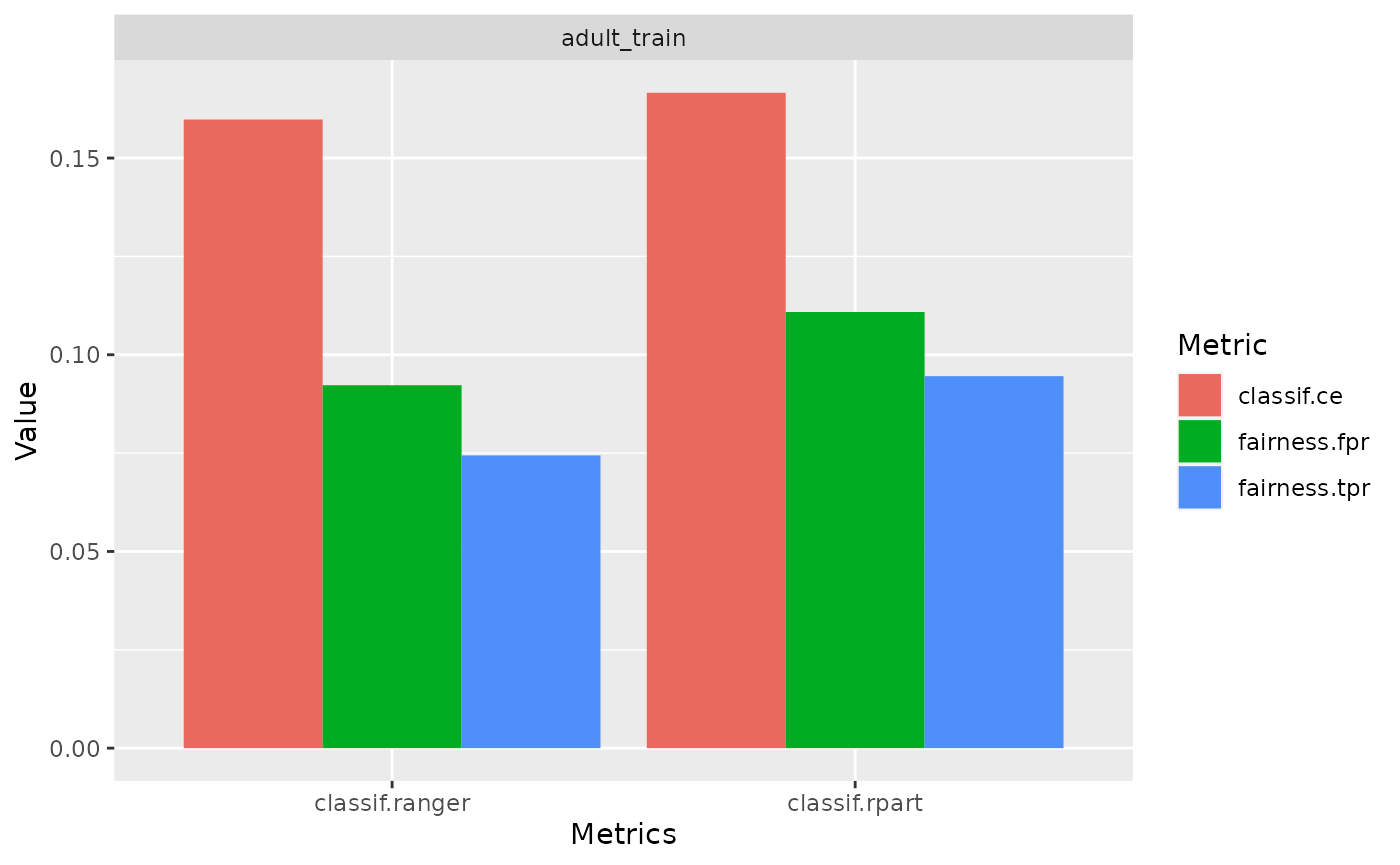 adult_train
Value
0.15
0.10
0.05
0.00
classif.ranger
classif.rpart
Metrics
Metric
classif.ce
fairness.fpr
fairness.tpr